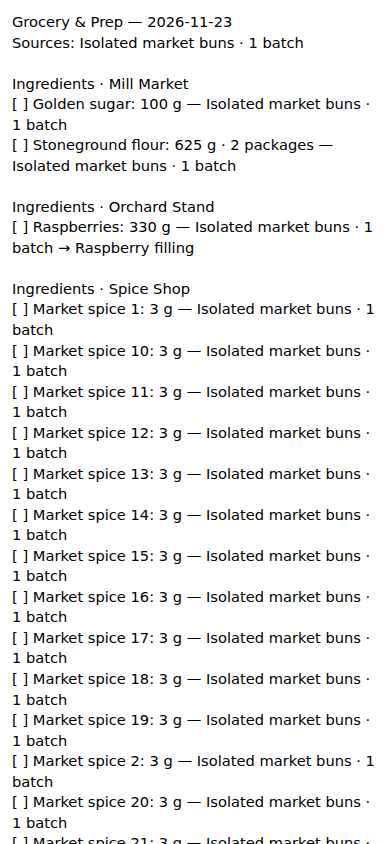 Grocery & Prep — 2026-11-23
Sources: Isolated market buns · 1 batch

Ingredients · Mill Market
[ ] Golden sugar: 100 g — Isolated market buns ·
1 batch
[ ] Stoneground flour: 625 g · 2 packages —
Isolated market buns · 1 batch

Ingredients · Orchard Stand
[ ] Raspberries: 330 g — Isolated market buns · 1
batch → Raspberry filling

Ingredients · Spice Shop
[ ] Market spice 1: 3 g — Isolated market buns · 1
batch
[ ] Market spice 10: 3 g — Isolated market buns ·
1 batch
[ ] Market spice 11: 3 g — Isolated market buns ·
1 batch
[ ] Market spice 12: 3 g — Isolated market buns ·
1 batch
[ ] Market spice 13: 3 g — Isolated market buns ·
1 batch
[ ] Market spice 14: 3 g — Isolated market buns ·
1 batch
[ ] Market spice 15: 3 g — Isolated market buns ·
1 batch
[ ] Market spice 16: 3 g — Isolated market buns ·
1 batch
[ ] Market spice 17: 3 g — Isolated market buns ·
1 batch
[ ] Market spice 18: 3 g — Isolated market buns ·
1 batch
[ ] Market spice 19: 3 g — Isolated market buns ·
1 batch
[ ] Market spice 2: 3 g — Isolated market buns · 1
batch
[ ] Market spice 20: 3 g — Isolated market buns ·
1 batch
[ ] Market spice 21: 3 g — Isolated market buns ·